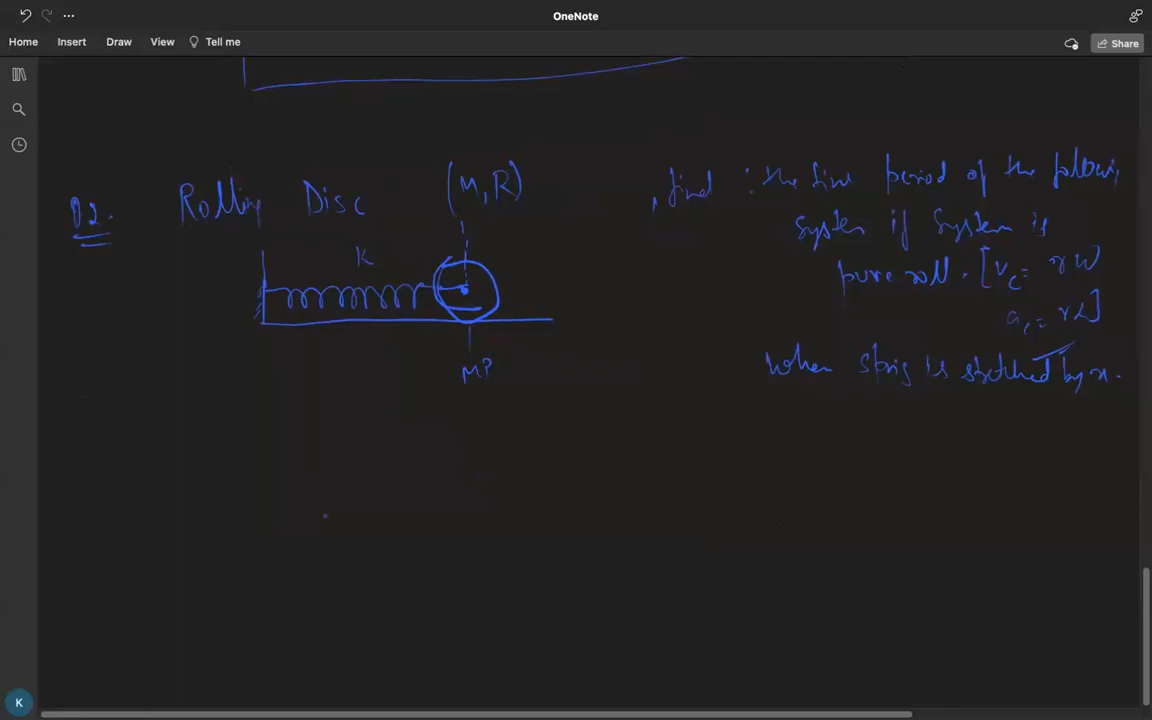 OneNote
Home Insert Draw View Tell me
Share
Q2. Rolling Disc (M,R)
, find : the time period of the following
system if system is
pure roll. [Vc = rω
ac = rα]
When string is stretched by x.
K
MP
K